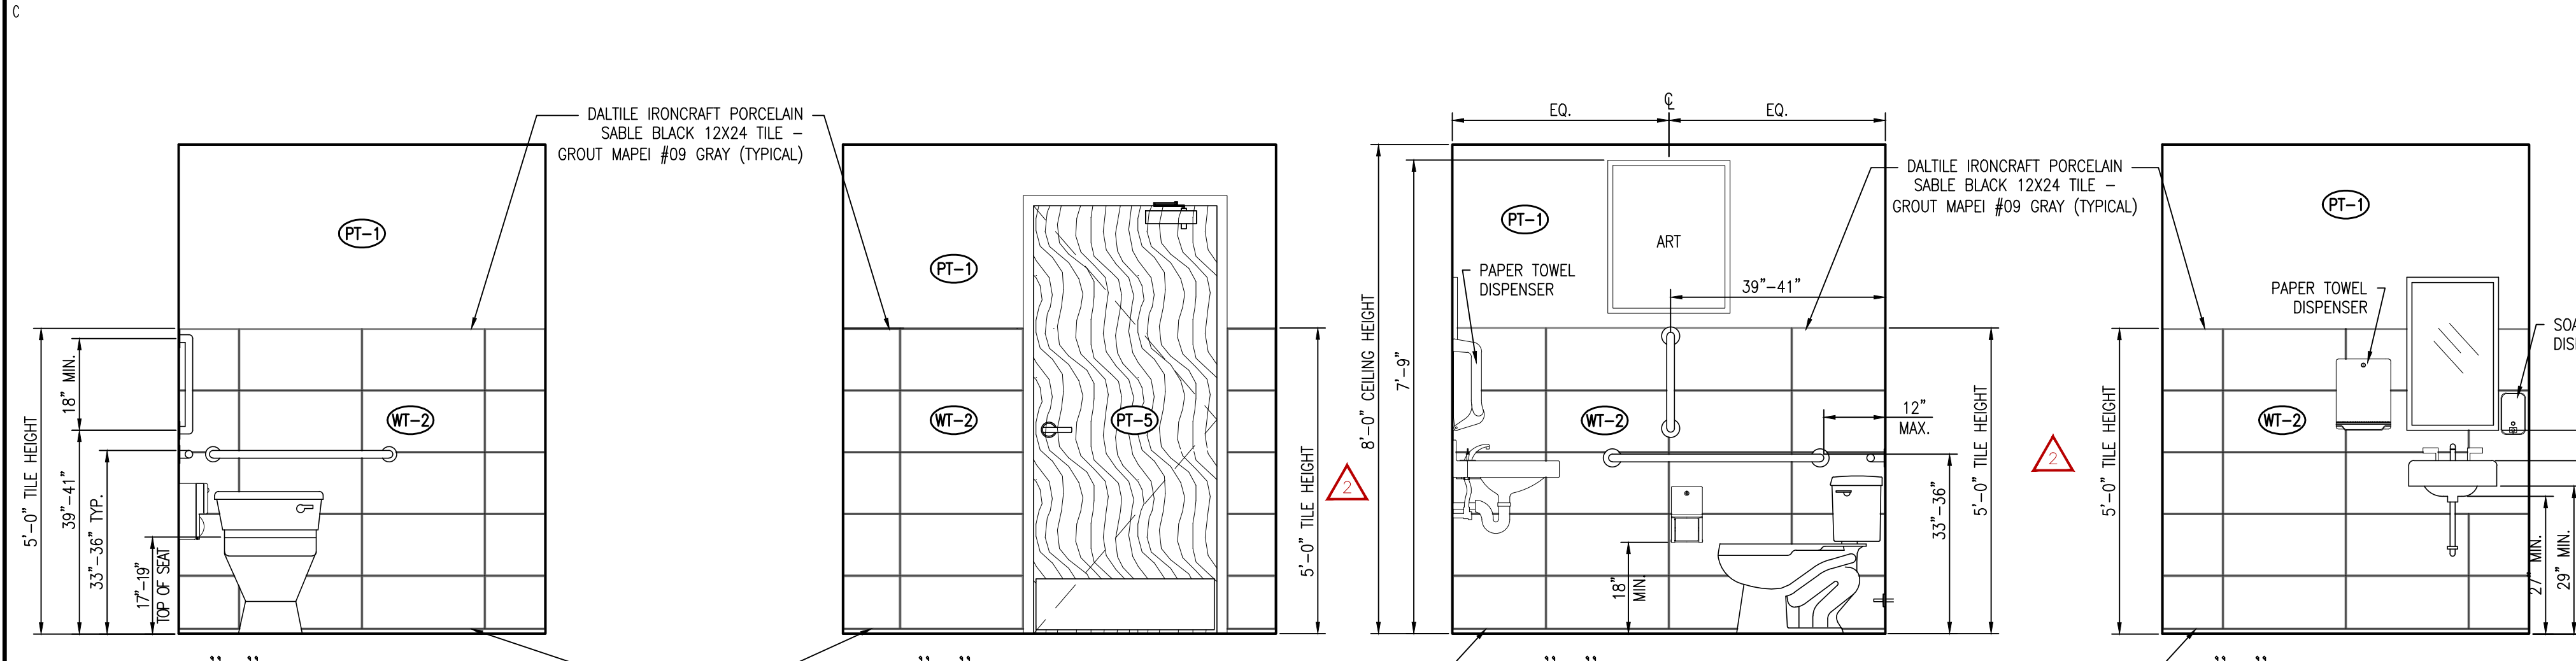 C
DALTILE IRONCRAFT PORCELAIN
SABLE BLACK 12X24 TILE –
GROUT MAPEI #09 GRAY (TYPICAL)
PT-1
WT-2
5'-0" TILE HEIGHT
18" MIN.
39"-41"
33"-36" TYP.
17"-19"
TOP OF SEAT
PT-1
WT-2
PT-5
5'-0" TILE HEIGHT
2
EQ.
EQ.
8'-0" CEILING HEIGHT
7'-9"
PT-1
ART
PAPER TOWEL
DISPENSER
39"-41"
WT-2
12"
MAX.
18"
MIN.
33"-36"
5'-0" TILE HEIGHT
DALTILE IRONCRAFT PORCELAIN
SABLE BLACK 12X24 TILE –
GROUT MAPEI #09 GRAY (TYPICAL)
2
5'-0" TILE HEIGHT
PT-1
PAPER TOWEL
DISPENSER
WT-2
27" MIN.
29" MIN.